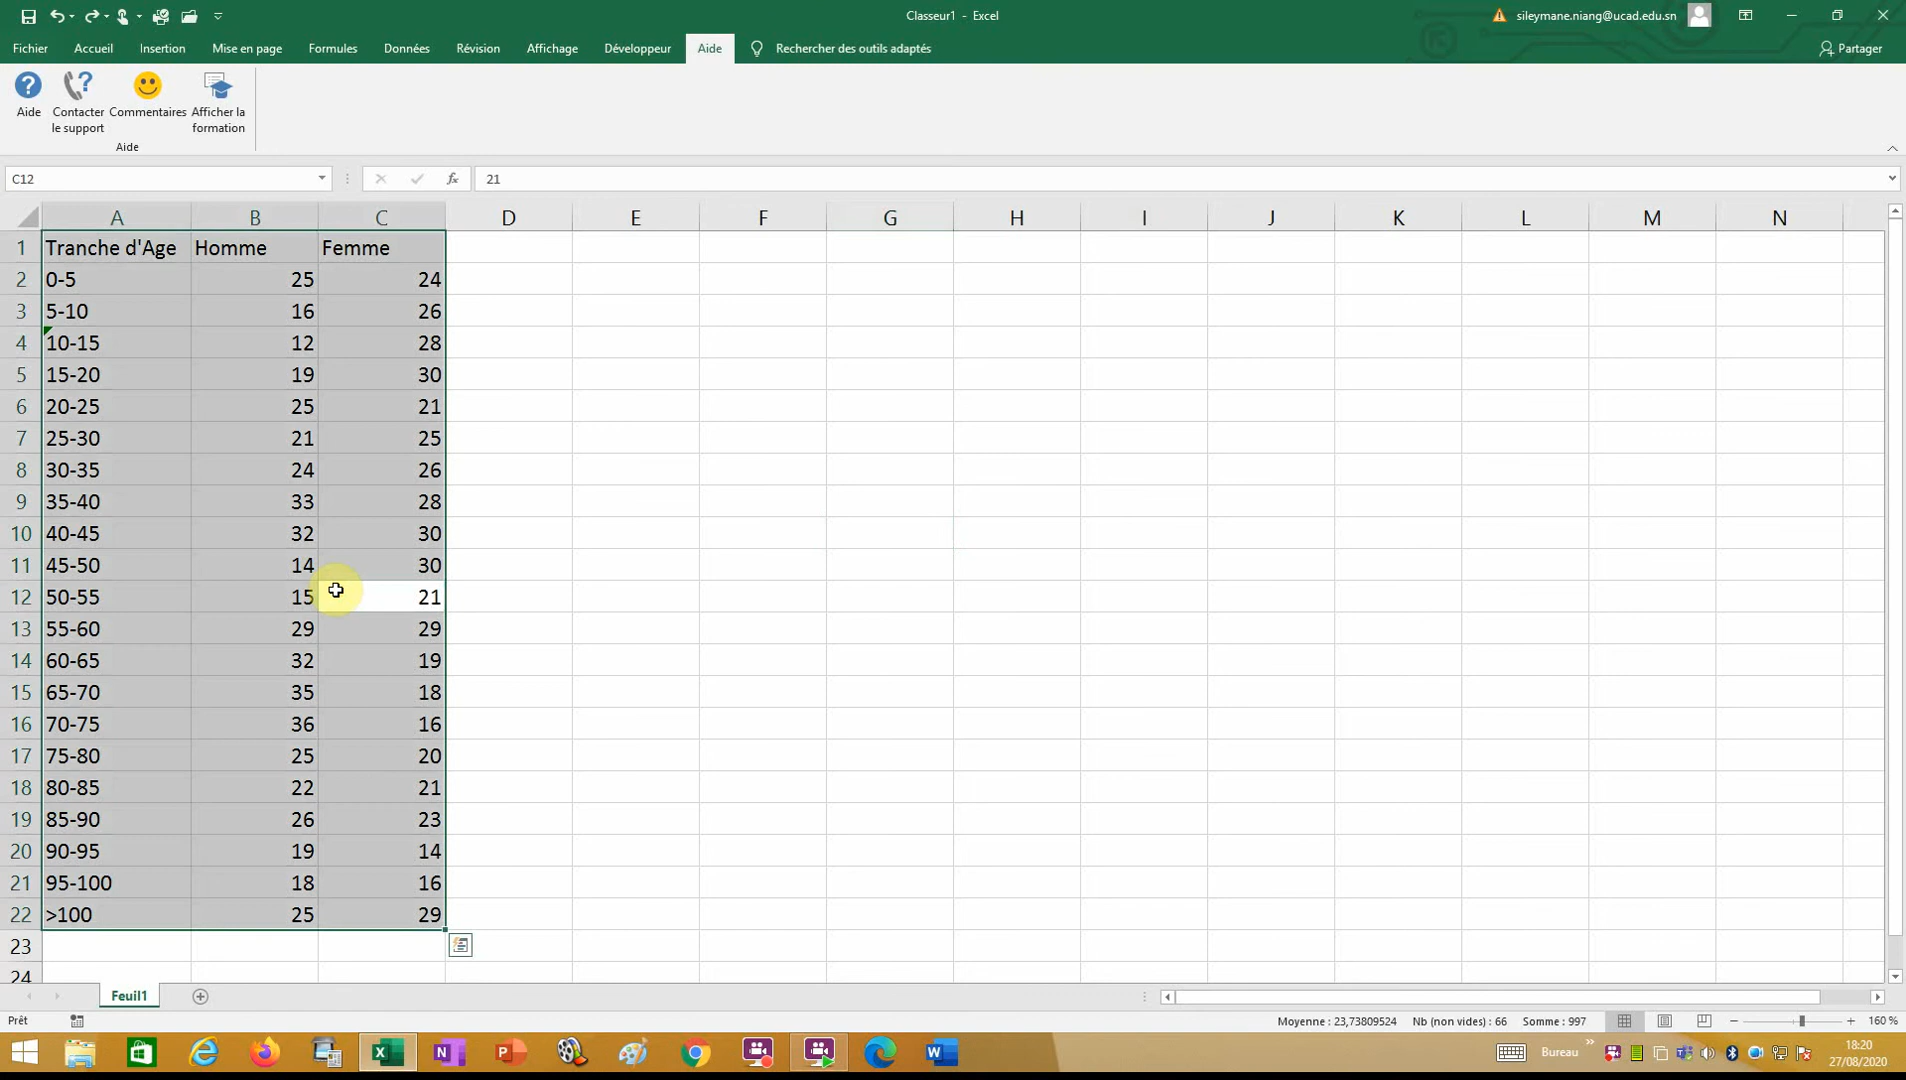 Classeur1 - Excel
sileymane.niang@ucad.edu.sn
Fichier Accueil Insertion Mise en page Formules Données Révision Affichage Développeur Aide Rechercher des outils adaptés Partager
Aide Contacter le support Commentaires Afficher la formation
Aide
C12 fx 21
A B C D E F G H I J K L M N
1 Tranche d'Age Homme Femme
2 0-5 25 24
3 5-10 16 26
4 10-15 12 28
5 15-20 19 30
6 20-25 25 21
7 25-30 21 25
8 30-35 24 26
9 35-40 33 28
10 40-45 32 30
11 45-50 14 30
12 50-55 15 21
13 55-60 29 29
14 60-65 32 19
15 65-70 35 18
16 70-75 36 16
17 75-80 25 20
18 80-85 22 21
19 85-90 26 23
20 90-95 19 14
21 95-100 18 16
22 >100 25 29
23
24
Feuil1
Prêt Moyenne : 23,73809524 Nb (non vides) : 66 Somme : 997 160 %
Bureau » 18:20
27/08/2020